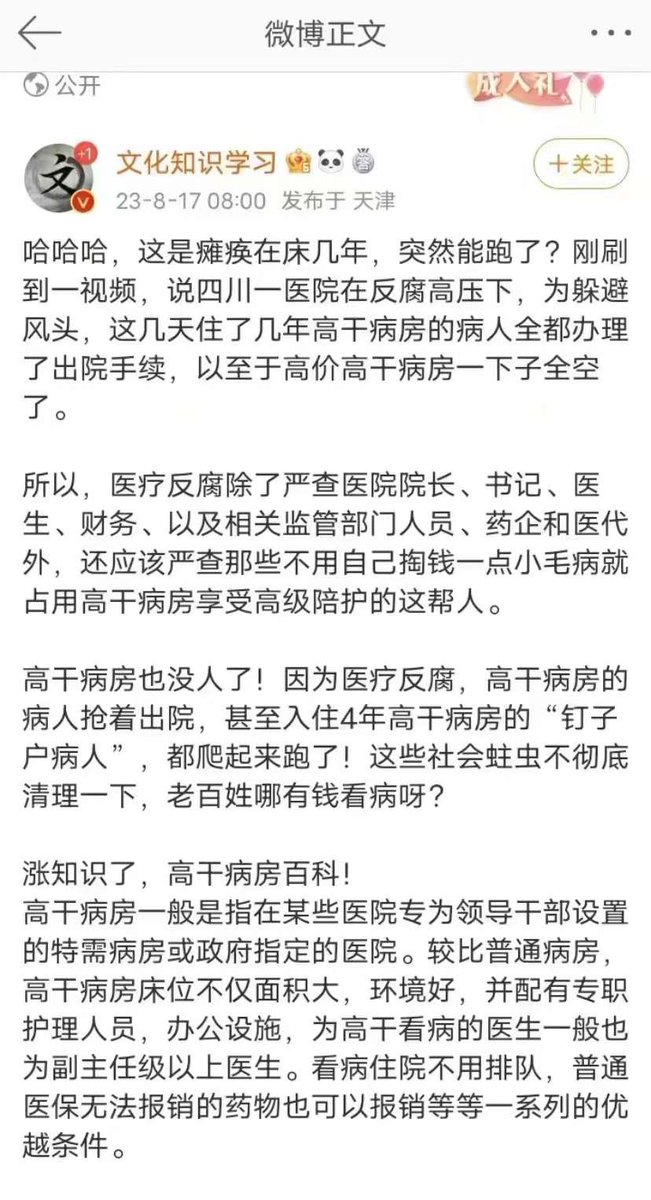 微博正文
公开
成人礼
+1
文化知识学习
+关注
23-8-17 08:00 发布于 天津
哈哈哈，这是瘫痪在床几年，突然能跑了？刚刷
到一视频，说四川一医院在反腐高压下，为躲避
风头，这几天住了几年高干病房的病人全都办理
了出院手续，以至于高价高干病房一下子全空
了。
所以，医疗反腐除了严查医院院长、书记、医
生、财务、以及相关监管部门人员、药企和医代
外，还应该严查那些不用自己掏钱一点小毛病就
占用高干病房享受高级陪护的这帮人。
高干病房也没人了！因为医疗反腐，高干病房的
病人抢着出院，甚至入住4年高干病房的“钉子
户病人”，都爬起来跑了！这些社会蛀虫不彻底
清理一下，老百姓哪有钱看病呀？
涨知识了，高干病房百科！
高干病房一般是指在某些医院专为领导干部设置
的特需病房或政府指定的医院。较比普通病房，
高干病房床位不仅面积大，环境好，并配有专职
护理人员，办公设施，为高干看病的医生一般也
为副主任级以上医生。看病住院不用排队，普通
医保无法报销的药物也可以报销等等一系列的优
越条件。